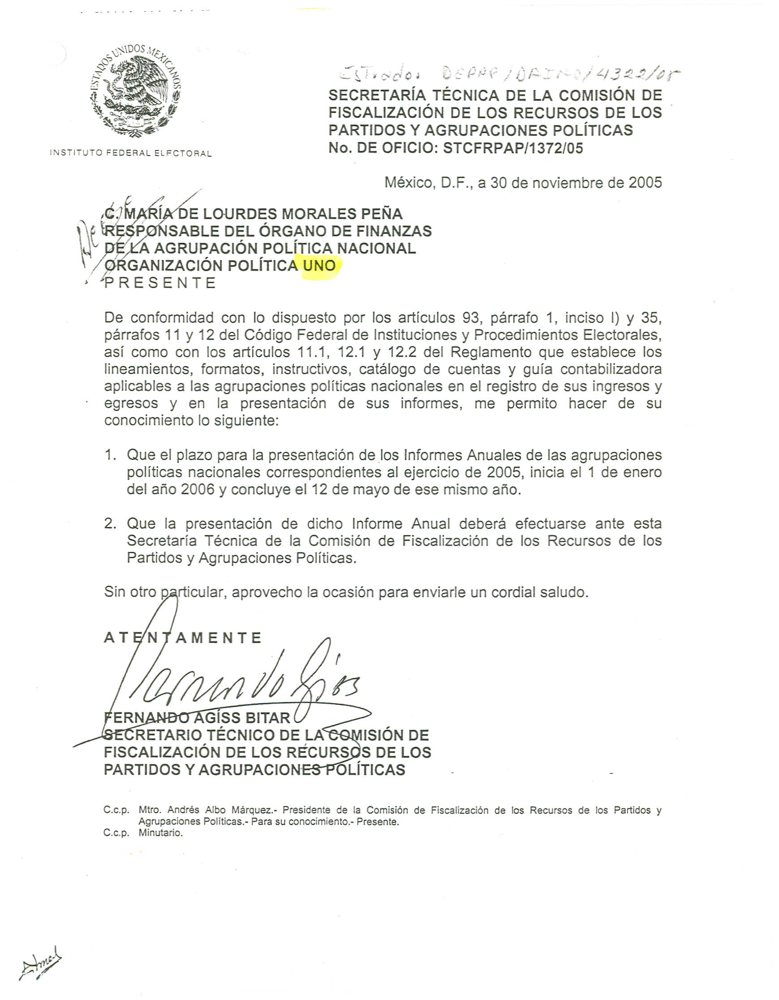 ESTADOS UNIDOS MEXICANOS
INSTITUTO FEDERAL ELECTORAL
Estrados DEPPP/DAIAC/4322/05
SECRETARÍA TÉCNICA DE LA COMISIÓN DE
FISCALIZACIÓN DE LOS RECURSOS DE LOS
PARTIDOS Y AGRUPACIONES POLÍTICAS
No. DE OFICIO: STCFRPAP/1372/05
México, D.F., a 30 de noviembre de 2005
C. MARÍA DE LOURDES MORALES PEÑA
RESPONSABLE DEL ÓRGANO DE FINANZAS
DE LA AGRUPACIÓN POLÍTICA NACIONAL
ORGANIZACIÓN POLÍTICA UNO
P R E S E N T E
De conformidad con lo dispuesto por los artículos 93, párrafo 1, inciso l) y 35,
párrafos 11 y 12 del Código Federal de Instituciones y Procedimientos Electorales,
así como con los artículos 11.1, 12.1 y 12.2 del Reglamento que establece los
lineamientos, formatos, instructivos, catálogo de cuentas y guía contabilizadora
aplicables a las agrupaciones políticas nacionales en el registro de sus ingresos y
egresos y en la presentación de sus informes, me permito hacer de su
conocimiento lo siguiente:
1. Que el plazo para la presentación de los Informes Anuales de las agrupaciones
políticas nacionales correspondientes al ejercicio de 2005, inicia el 1 de enero
del año 2006 y concluye el 12 de mayo de ese mismo año.
2. Que la presentación de dicho Informe Anual deberá efectuarse ante esta
Secretaría Técnica de la Comisión de Fiscalización de los Recursos de los
Partidos y Agrupaciones Políticas.
Sin otro particular, aprovecho la ocasión para enviarle un cordial saludo.
A T E N T A M E N T E
FERNANDO AGÍSS BITAR
SECRETARIO TÉCNICO DE LA COMISIÓN DE
FISCALIZACIÓN DE LOS RECURSOS DE LOS
PARTIDOS Y AGRUPACIONES POLÍTICAS
C.c.p. Mtro. Andrés Albo Márquez.- Presidente de la Comisión de Fiscalización de los Recursos de los Partidos y
Agrupaciones Políticas.- Para su conocimiento.- Presente.
C.c.p. Minutario.